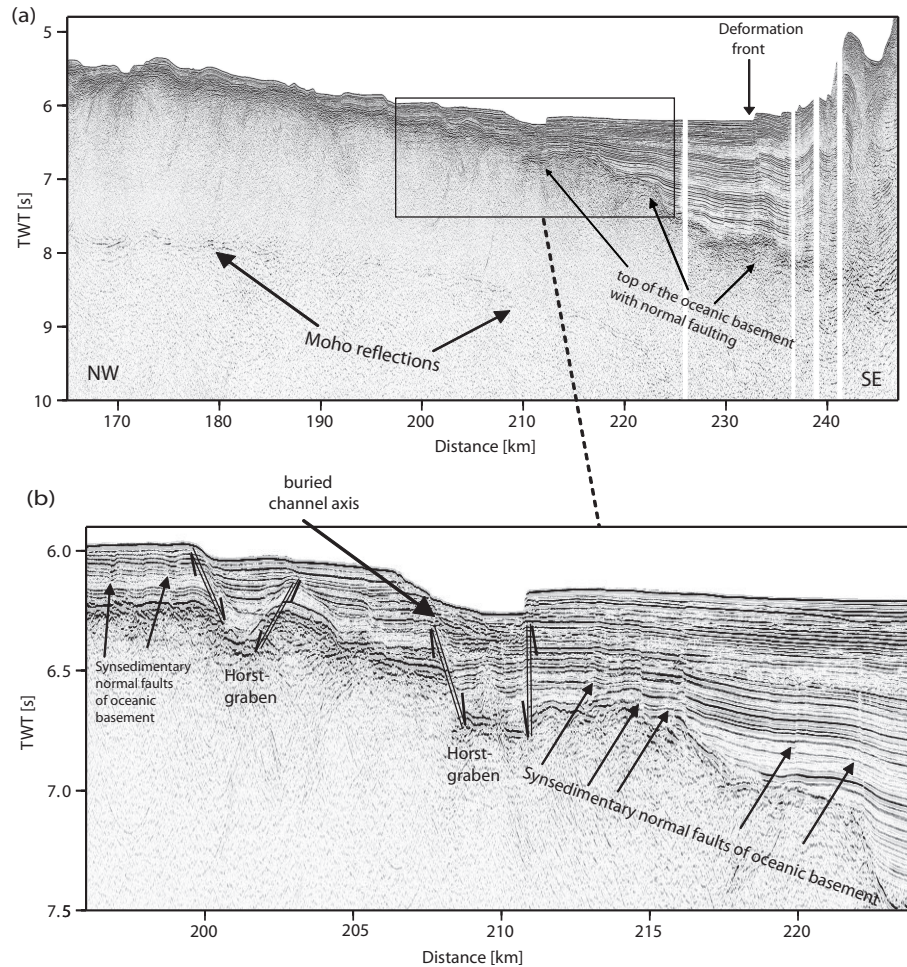 (a)
Deformation
front
5
6
7
8
9
10
TWT [s]
top of the oceanic basement
with normal faulting
Moho reflections
NW
SE
170
180
190
200
210
220
230
240
Distance [km]
(b)
buried
channel axis
6.0
6.5
7.0
7.5
TWT [s]
Synsedimentary
normal faults
of oceanic
basement
Horst-
graben
Horst-
graben
Synsedimentary normal faults of oceanic basement
200
205
210
215
220
Distance [km]